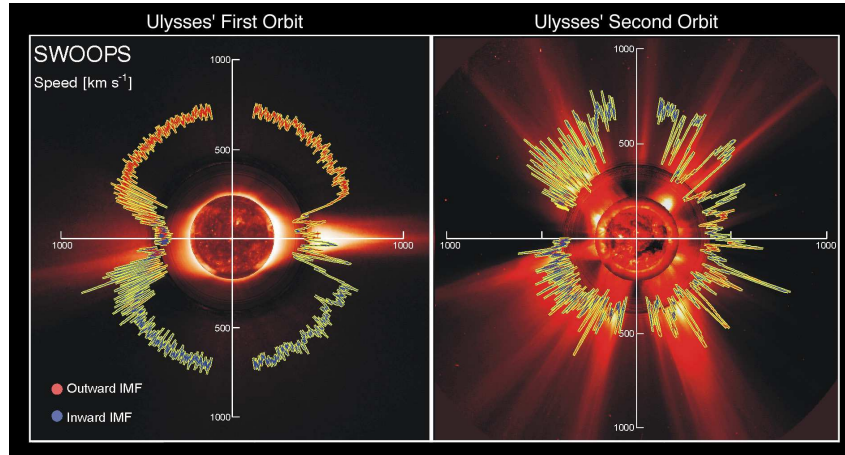 Ulysses' First Orbit
Ulysses' Second Orbit
SWOOPS
Speed [km s⁻¹]
1000
500
1000
1000
500
1000
Outward IMF
Inward IMF
1000
500
1000
1000
500
1000